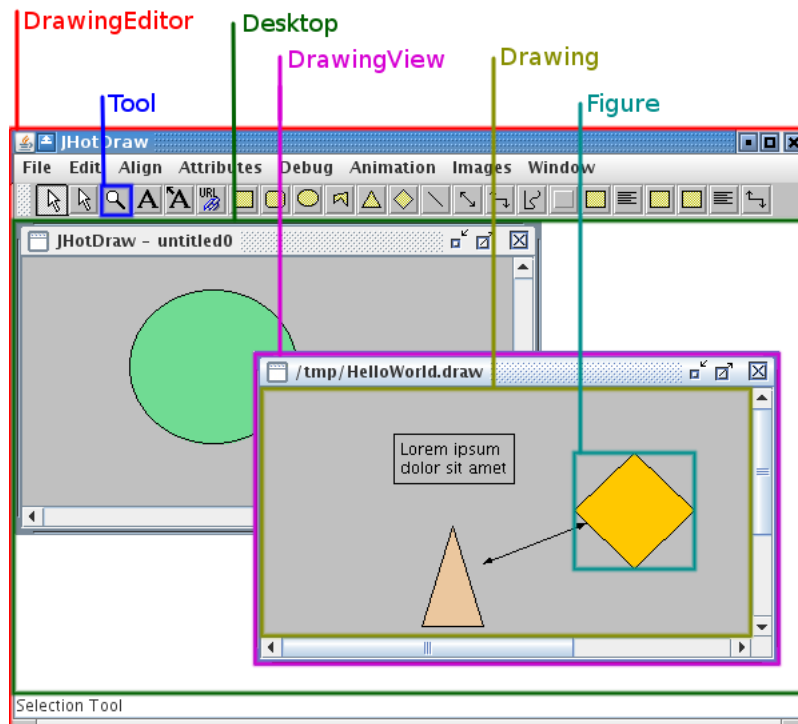 DrawingEditor
Desktop
DrawingView
Drawing
Tool
Figure
JHotDraw
File Edit Align Attributes Debug Animation Images Window
A A URL
JHotDraw – untitled0
/tmp/HelloWorld.draw
Lorem ipsum
dolor sit amet
Selection Tool